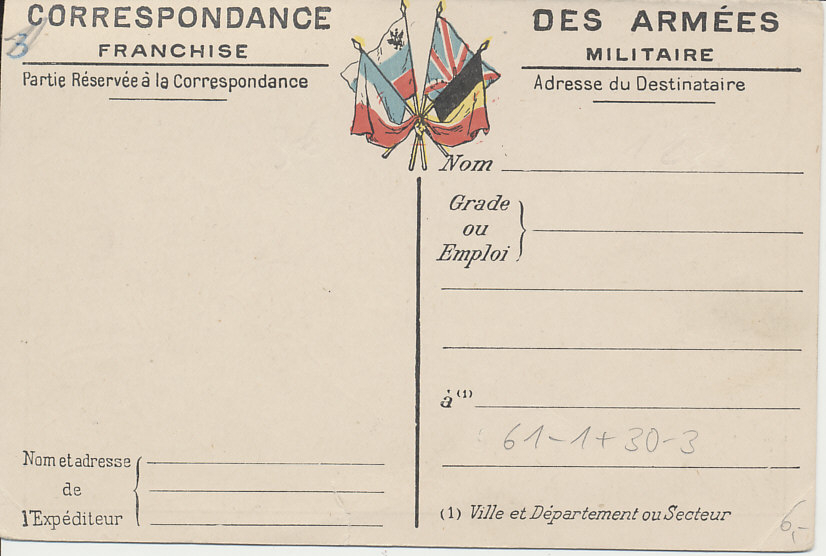 CORRESPONDANCE DES ARMÉES
FRANCHISE MILITAIRE
Partie Réservée à la Correspondance
Adresse du Destinataire
Nom
Grade
ou
Emploi
à (1)
61-1+30-3
Nom et adresse
de
l'Expéditeur
(1) Ville et Département ou Secteur
6,-